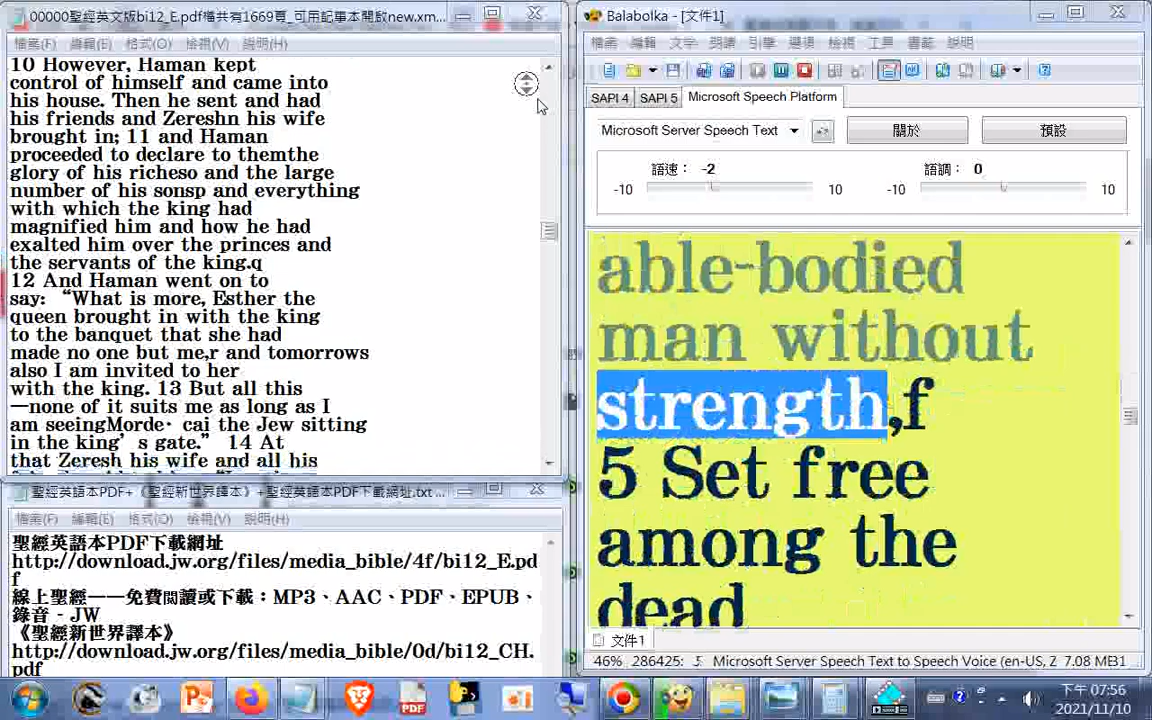 00000聖經英文版bi12_E.pdf檔共有1669頁_可用記事本開啟new.xm...
檔案(F) 編輯(E) 格式(O) 檢視(V) 說明(H)
10 However, Haman kept
control of himself and came into
his house. Then he sent and had
his friends and Zereshn his wife
brought in; 11 and Haman
proceeded to declare to themthe
glory of his richeso and the large
number of his sonsp and everything
with which the king had
magnified him and how he had
exalted him over the princes and
the servants of the king.q
12 And Haman went on to
say: “What is more, Esther the
queen brought in with the king
to the banquet that she had
made no one but me,r and tomorrows
also I am invited to her
with the king. 13 But all this
—none of it suits me as long as I
am seeingMorde· cai the Jew sitting
in the king’s gate.” 14 At
that Zeresh his wife and all his
聖經英語本PDF+《聖經新世界譯本》+聖經英語本PDF下載網址.txt ...
檔案(F) 編輯(E) 格式(O) 檢視(V) 說明(H)
聖經英語本PDF下載網址
http://download.jw.org/files/media_bible/4f/bi12_E.pd
f
線上聖經——免費閱讀或下載：MP3、AAC、PDF、EPUB、
錄音 - JW
《聖經新世界譯本》
http://download.jw.org/files/media_bible/0d/bi12_CH.
pdf
Balabolka - [文件1]
檔案 編輯 文字 朗讀 引擎 選項 檢視 工具 書籤 說明
SAPI 4 SAPI 5 Microsoft Speech Platform
Microsoft Server Speech Text 關於 預設
語速： -2 語調： 0
-10 10 -10 10
able-bodied
man without
strength,f
5 Set free
among the
dead
文件1
46% 286425: Microsoft Server Speech Text to Speech Voice (en-US, Z 7.08 MB1
下午 07:56
2021/11/10